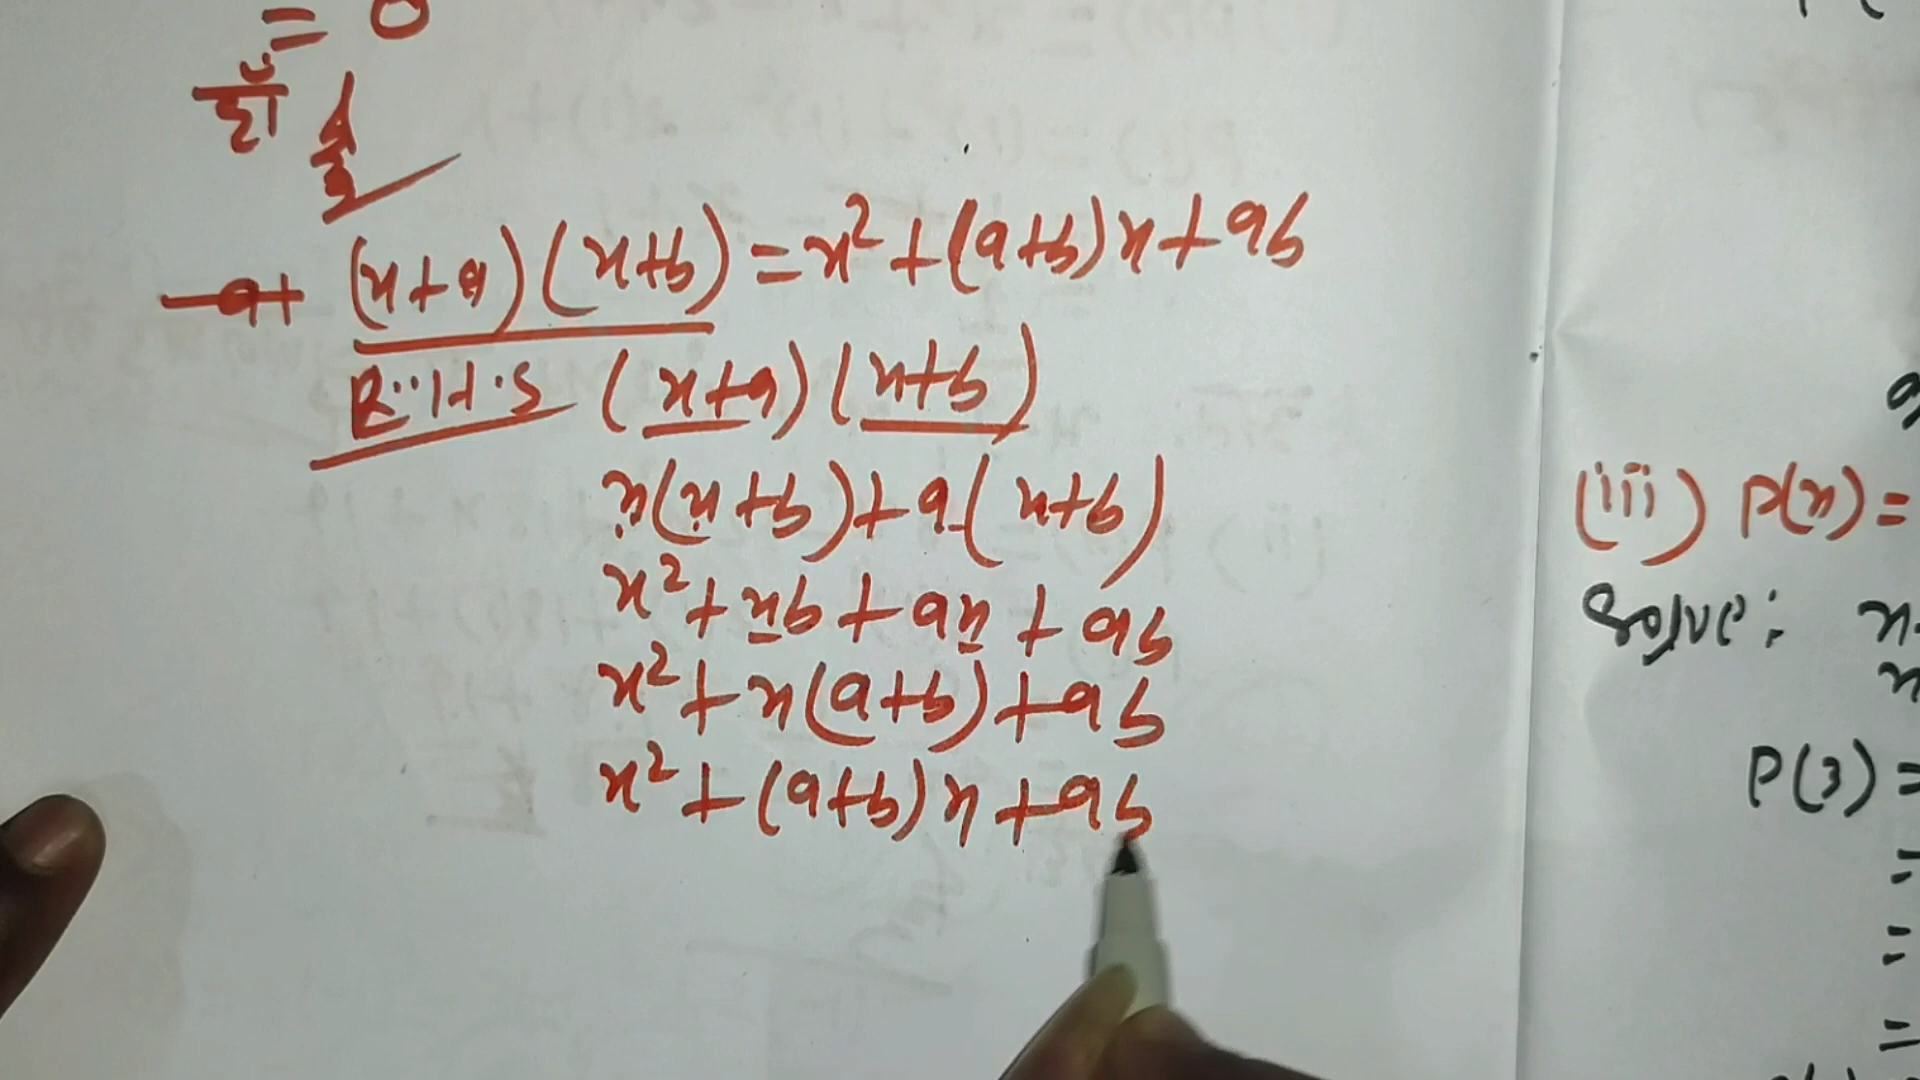 = 0
हाँ
(x+a)(x+b)=x²+(a+b)x+ab
R.H.S (x+a)(x+b)
x(x+b)+a(x+b)
x²+xb+ax+ab
x²+x(a+b)+ab
x²+(a+b)x+ab
(iii) P(x)=
Solve: x
x
P(3)=
=
=
=